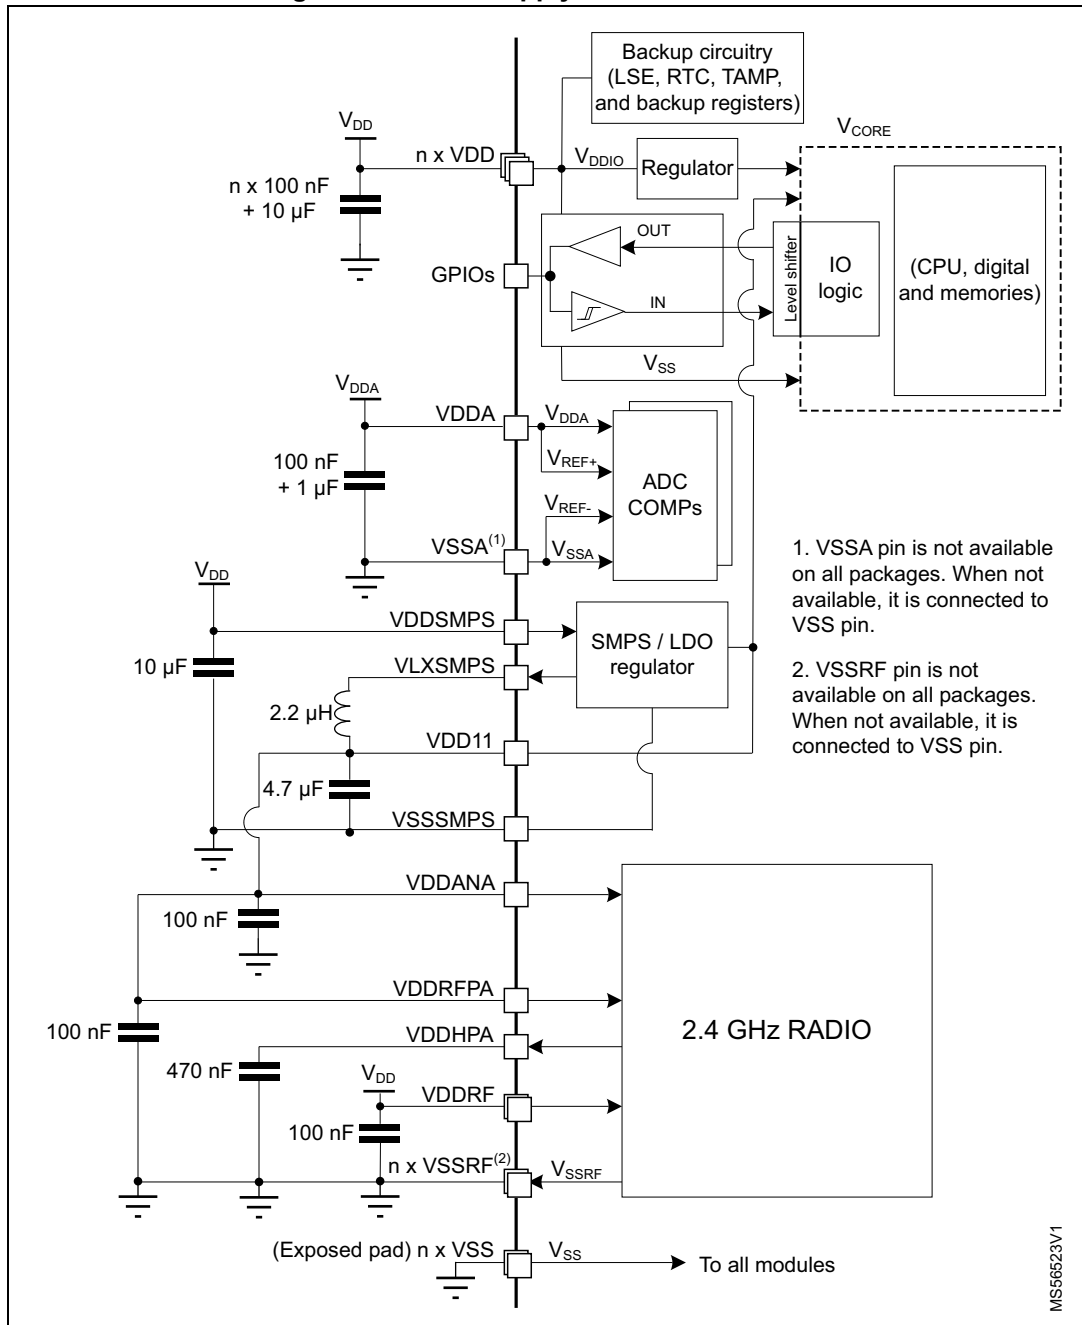 Backup circuitry
(LSE, RTC, TAMP,
and backup registers)
VDD
VCORE
n x VDD
VDDIO
Regulator
n x 100 nF
+ 10 µF
OUT
GPIOs
IN
Level shifter
IO
logic
(CPU, digital
and memories)
VSS
VDDA
VDDA
VDDA
VREF+
100 nF
+ 1 µF
ADC
COMPs
VREF-
VSSA(1)
VSSA
1. VSSA pin is not available
on all packages. When not
available, it is connected to
VSS pin.
2. VSSRF pin is not
available on all packages.
When not available, it is
connected to VSS pin.
VDD
VDDSMPS
SMPS / LDO
regulator
10 µF
VLXSMPS
2.2 µH
VDD11
4.7 µF
VSSSMPS
VDDANA
100 nF
VDDRFPA
100 nF
VDDHPA
2.4 GHz RADIO
470 nF
VDD
VDDRF
100 nF
n x VSSRF(2)
VSSRF
(Exposed pad) n x VSS
VSS
To all modules
MS56523V1